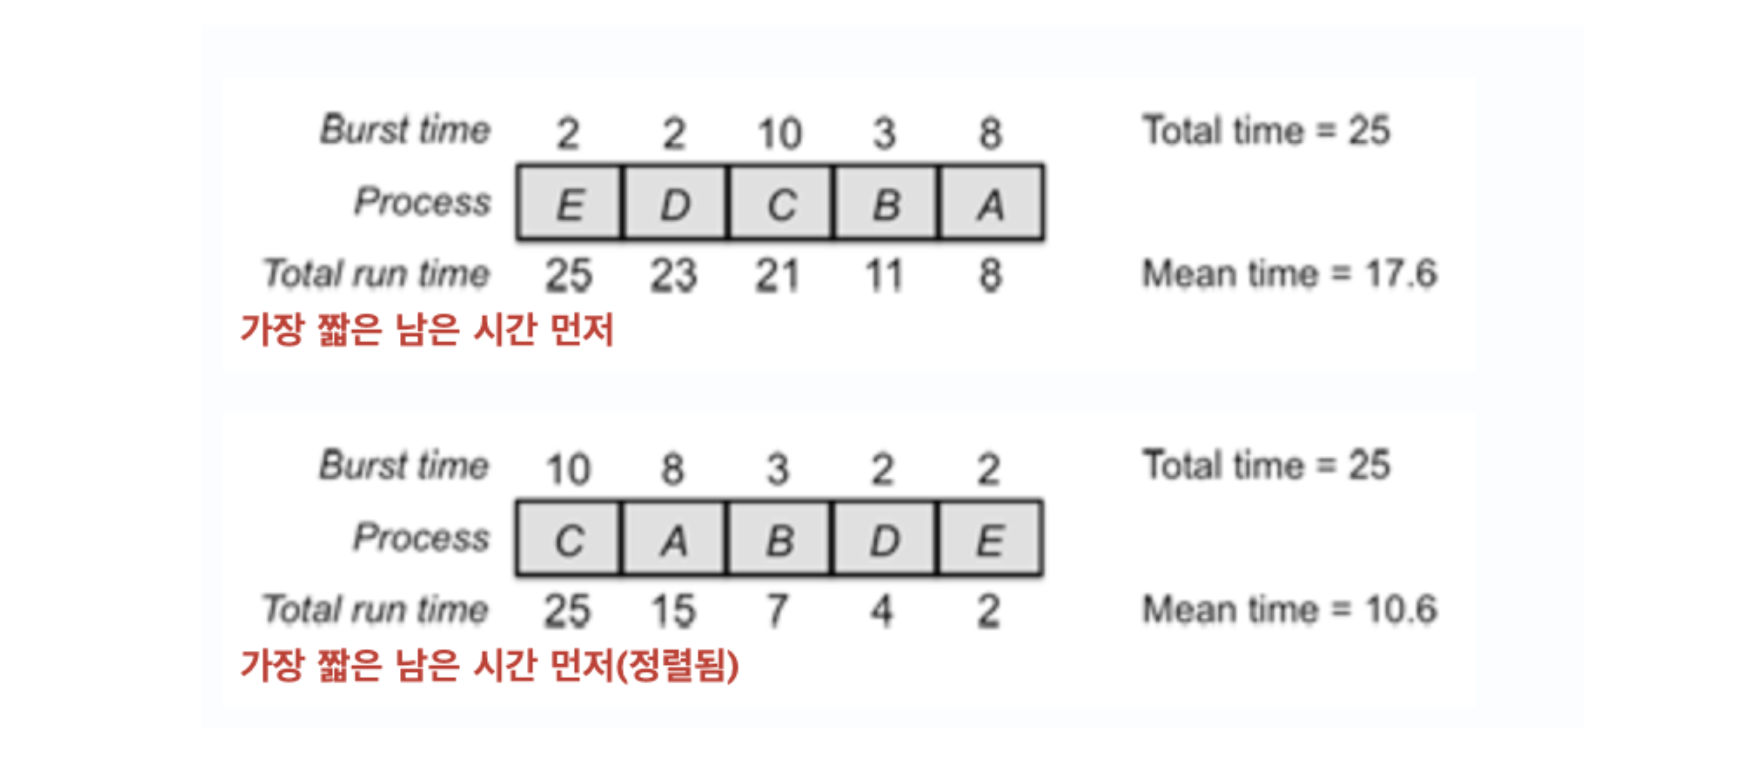 Burst time 2 2 10 3 8 Total time = 25
Process E D C B A
Total run time 25 23 21 11 8 Mean time = 17.6
가장 짧은 남은 시간 먼저
Burst time 10 8 3 2 2 Total time = 25
Process C A B D E
Total run time 25 15 7 4 2 Mean time = 10.6
가장 짧은 남은 시간 먼저(정렬됨)